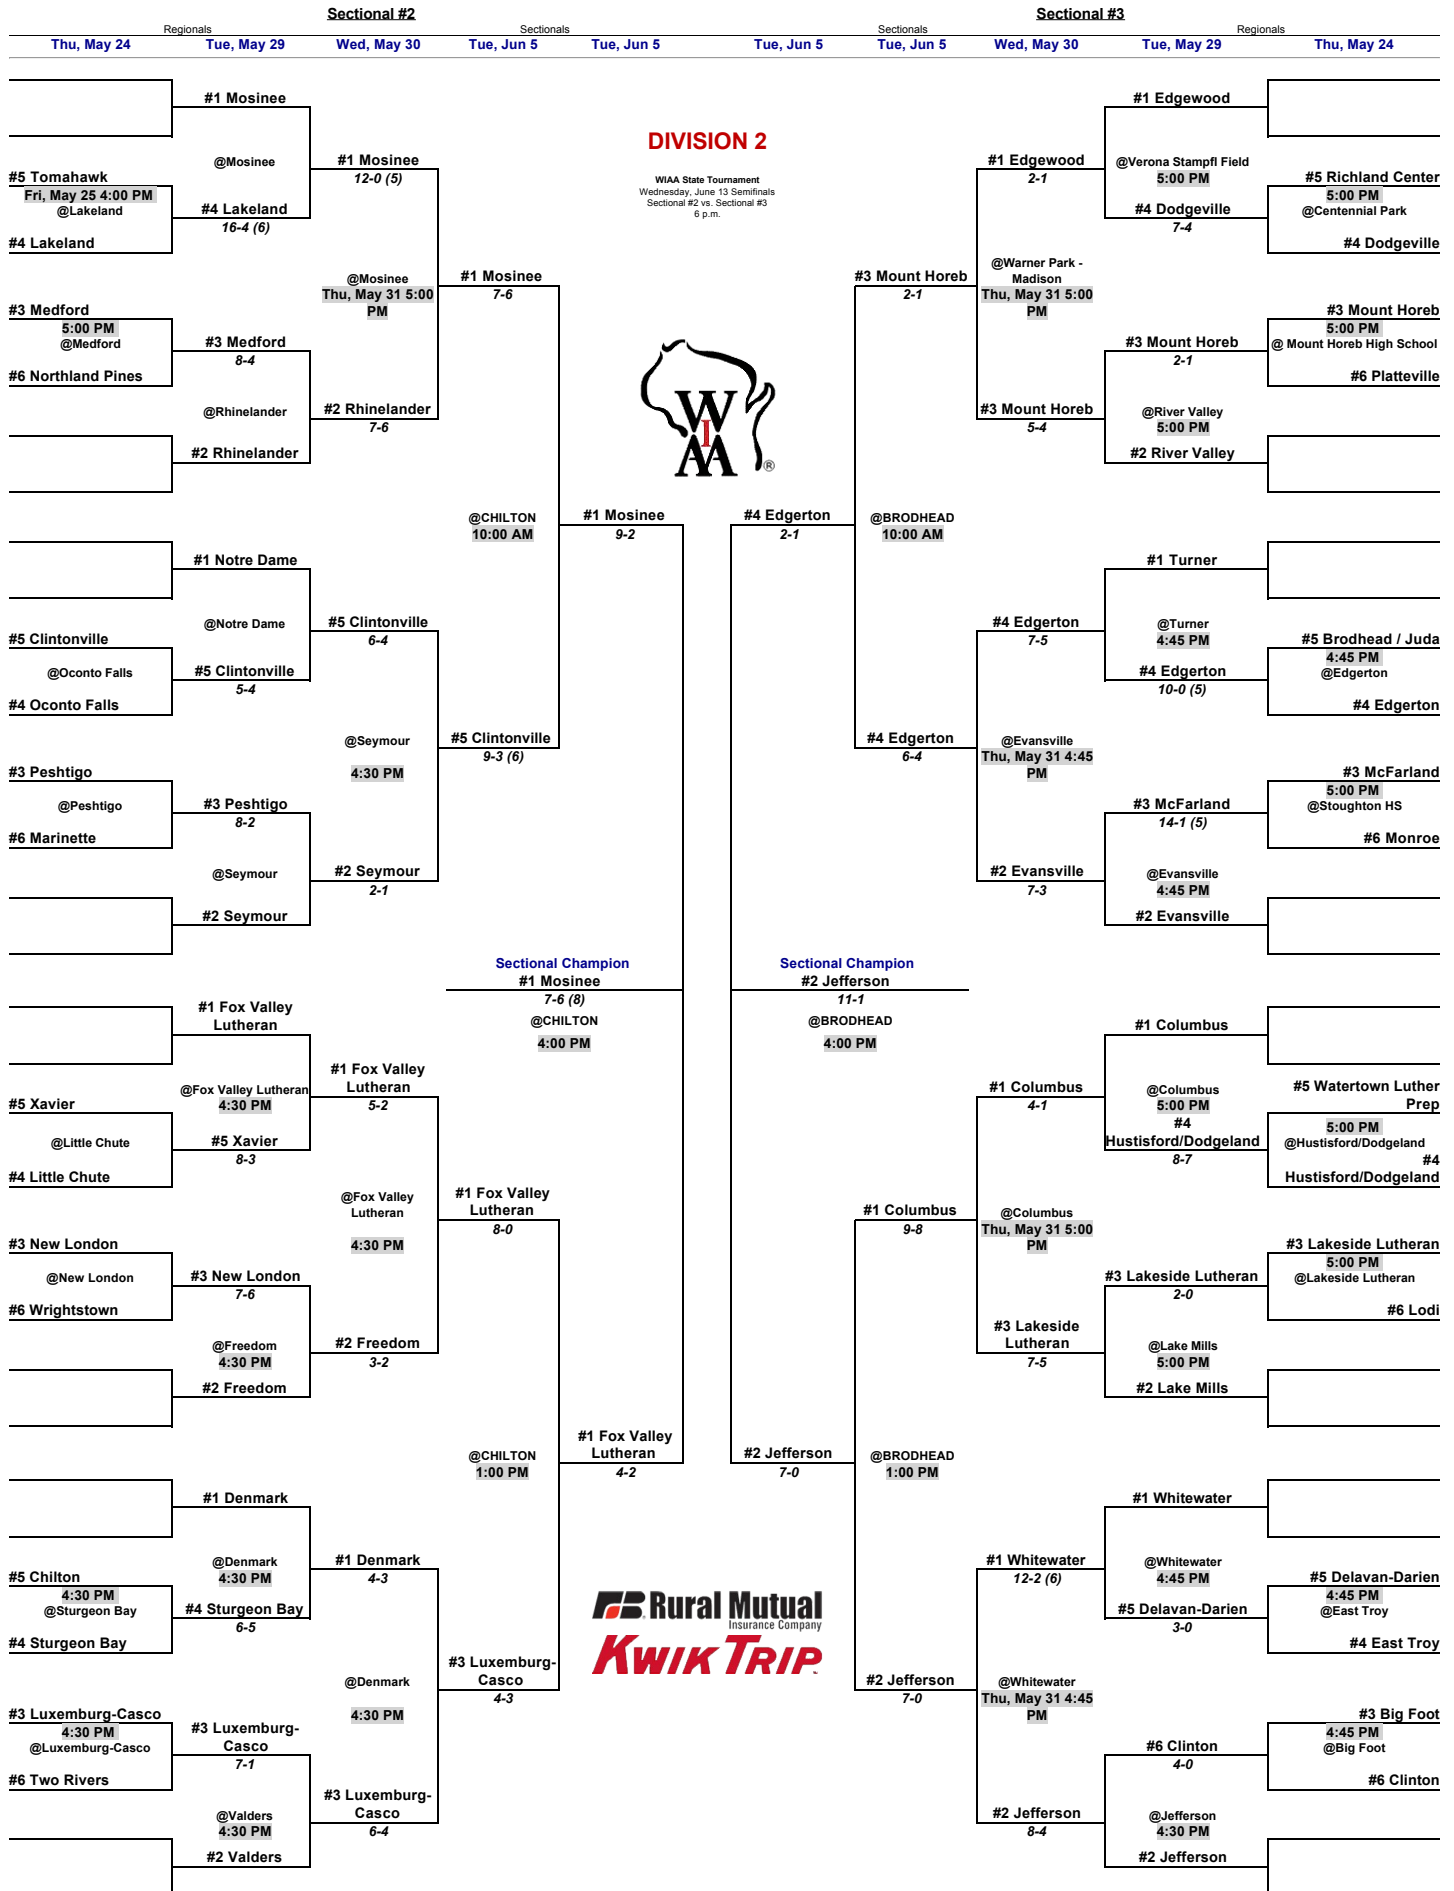 Sectional #2
Sectional #3
Regionals
Sectionals
Sectionals
Regionals
Thu, May 24
Tue, May 29
Wed, May 30
Tue, Jun 5
Tue, Jun 5
Tue, Jun 5
Tue, Jun 5
Wed, May 30
Tue, May 29
Thu, May 24
DIVISION 2
WIAA State Tournament
Wednesday, June 13 Semifinals
Sectional #2 vs. Sectional #3
6 p.m.
#5 Tomahawk
Fri, May 25 4:00 PM
@Lakeland
#4 Lakeland
#3 Medford
5:00 PM
@Medford
#6 Northland Pines
#5 Clintonville
@Oconto Falls
#4 Oconto Falls
#3 Peshtigo
@Peshtigo
#6 Marinette
#5 Xavier
@Little Chute
#4 Little Chute
#3 New London
@New London
#6 Wrightstown
#5 Chilton
4:30 PM
@Sturgeon Bay
#4 Sturgeon Bay
#3 Luxemburg-Casco
4:30 PM
@Luxemburg-Casco
#6 Two Rivers
#1 Mosinee
@Mosinee
#4 Lakeland
16-4 (6)
#3 Medford
8-4
@Rhinelander
#2 Rhinelander
#1 Notre Dame
@Notre Dame
#5 Clintonville
5-4
#3 Peshtigo
8-2
@Seymour
#2 Seymour
#1 Fox Valley
Lutheran
@Fox Valley Lutheran
4:30 PM
#5 Xavier
8-3
#3 New London
7-6
@Freedom
4:30 PM
#2 Freedom
#1 Denmark
@Denmark
4:30 PM
#4 Sturgeon Bay
6-5
#3 Luxemburg-
Casco
7-1
@Valders
4:30 PM
#2 Valders
#1 Mosinee
12-0 (5)
@Mosinee
Thu, May 31 5:00
PM
#2 Rhinelander
7-6
#5 Clintonville
6-4
@Seymour
4:30 PM
#2 Seymour
2-1
#1 Fox Valley
Lutheran
5-2
@Fox Valley
Lutheran
4:30 PM
#2 Freedom
3-2
#1 Denmark
4-3
@Denmark
4:30 PM
#3 Luxemburg-
Casco
6-4
#1 Mosinee
7-6
@CHILTON
10:00 AM
#5 Clintonville
9-3 (6)
#1 Fox Valley
Lutheran
8-0
@CHILTON
1:00 PM
#3 Luxemburg-
Casco
4-3
#1 Mosinee
9-2
Sectional Champion
#1 Mosinee
7-6 (8)
@CHILTON
4:00 PM
#1 Fox Valley
Lutheran
4-2
W
I
AA
®
Rural Mutual
Insurance Company
KWIK TRIP
#4 Edgerton
2-1
Sectional Champion
#2 Jefferson
11-1
@BRODHEAD
4:00 PM
#2 Jefferson
7-0
#3 Mount Horeb
2-1
@BRODHEAD
10:00 AM
#4 Edgerton
6-4
#1 Columbus
9-8
@BRODHEAD
1:00 PM
#2 Jefferson
7-0
#1 Edgewood
2-1
@Warner Park -
Madison
Thu, May 31 5:00
PM
#3 Mount Horeb
5-4
#4 Edgerton
7-5
@Evansville
Thu, May 31 4:45
PM
#2 Evansville
7-3
#1 Columbus
4-1
@Columbus
Thu, May 31 5:00
PM
#3 Lakeside
Lutheran
7-5
#1 Whitewater
12-2 (6)
@Whitewater
Thu, May 31 4:45
PM
#2 Jefferson
8-4
#1 Edgewood
@Verona Stampfl Field
5:00 PM
#4 Dodgeville
7-4
#3 Mount Horeb
2-1
@River Valley
5:00 PM
#2 River Valley
#1 Turner
@Turner
4:45 PM
#4 Edgerton
10-0 (5)
#3 McFarland
14-1 (5)
@Evansville
4:45 PM
#2 Evansville
#1 Columbus
@Columbus
5:00 PM
#4
Hustisford/Dodgeland
8-7
#3 Lakeside Lutheran
2-0
@Lake Mills
5:00 PM
#2 Lake Mills
#1 Whitewater
@Whitewater
4:45 PM
#5 Delavan-Darien
3-0
#6 Clinton
4-0
@Jefferson
4:30 PM
#2 Jefferson
#5 Richland Center
5:00 PM
@Centennial Park
#4 Dodgeville
#3 Mount Horeb
5:00 PM
@ Mount Horeb High School
#6 Platteville
#5 Brodhead / Juda
4:45 PM
@Edgerton
#4 Edgerton
#3 McFarland
5:00 PM
@Stoughton HS
#6 Monroe
#5 Watertown Luther
Prep
5:00 PM
@Hustisford/Dodgeland
#4
Hustisford/Dodgeland
#3 Lakeside Lutheran
5:00 PM
@Lakeside Lutheran
#6 Lodi
#5 Delavan-Darien
4:45 PM
@East Troy
#4 East Troy
#3 Big Foot
4:45 PM
@Big Foot
#6 Clinton